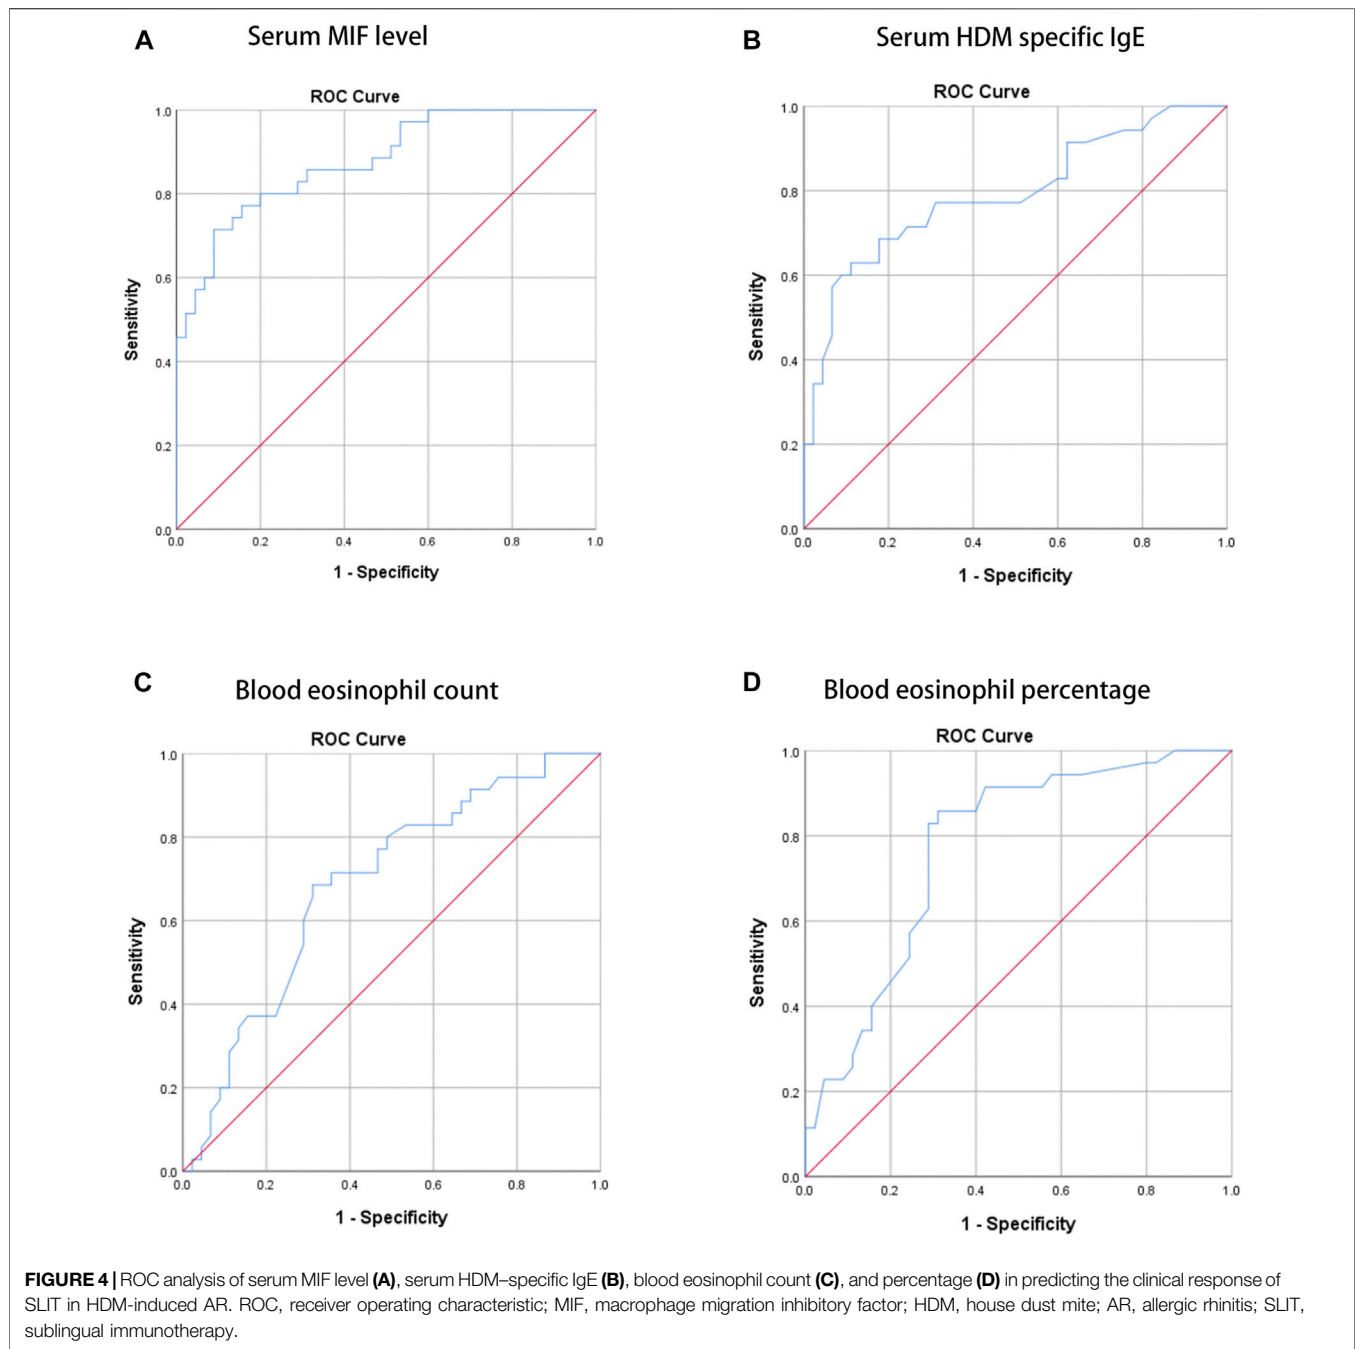 A Serum MIF level
ROC Curve
1.0
0.8
0.6
0.4
0.2
0.0
Sensitivity
0.0 0.2 0.4 0.6 0.8 1.0
1 - Specificity
B Serum HDM specific IgE
ROC Curve
1.0
0.8
0.6
0.4
0.2
0.0
Sensitivity
0.0 0.2 0.4 0.6 0.8 1.0
1 - Specificity
C Blood eosinophil count
ROC Curve
1.0
0.8
0.6
0.4
0.2
0.0
Sensitivity
0.0 0.2 0.4 0.6 0.8 1.0
1 - Specificity
D Blood eosinophil percentage
ROC Curve
1.0
0.8
0.6
0.4
0.2
0.0
Sensitivity
0.0 0.2 0.4 0.6 0.8 1.0
1 - Specificity
FIGURE 4 | ROC analysis of serum MIF level (A), serum HDM–specific IgE (B), blood eosinophil count (C), and percentage (D) in predicting the clinical response of
SLIT in HDM-induced AR. ROC, receiver operating characteristic; MIF, macrophage migration inhibitory factor; HDM, house dust mite; AR, allergic rhinitis; SLIT,
sublingual immunotherapy.